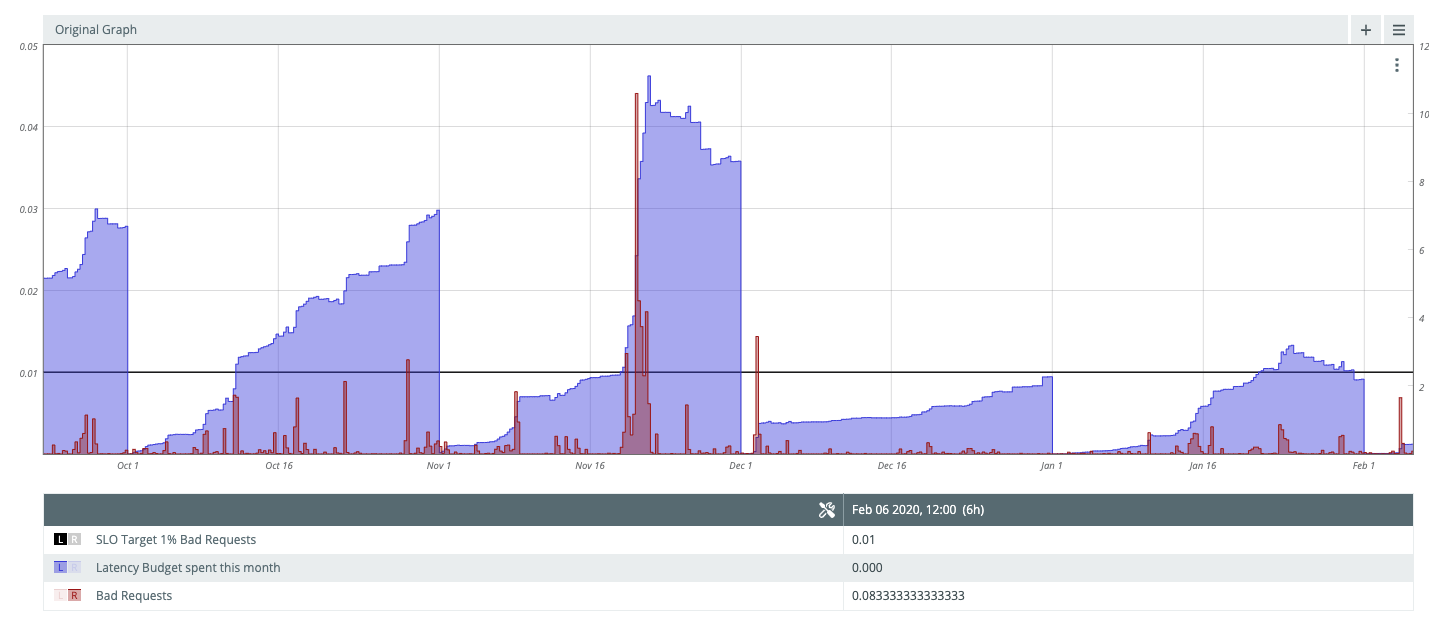 Original Graph
0.05
12
0.04
10
8
0.03
6
0.02
4
0.01
2
Oct 1 Oct 16 Nov 1 Nov 16 Dec 1 Dec 16 Jan 1 Jan 16 Feb 1
Feb 06 2020, 12:00 (6h)
L R SLO Target 1% Bad Requests 0.01
L R Latency Budget spent this month 0.000
L R Bad Requests 0.083333333333333